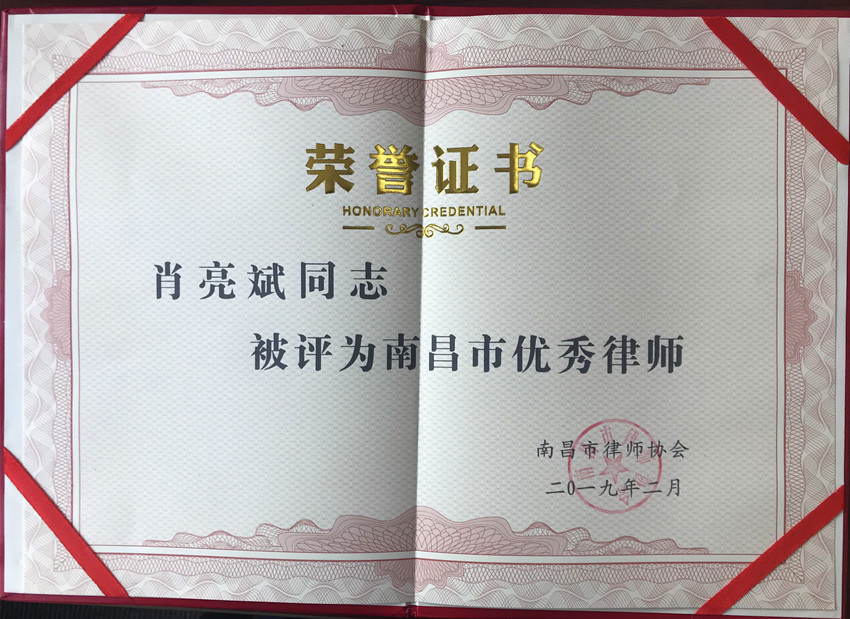 荣誉证书
HONORARY CREDENTIAL
肖亮斌同志
被评为南昌市优秀律师
南昌市律师协会
二0一九年二月